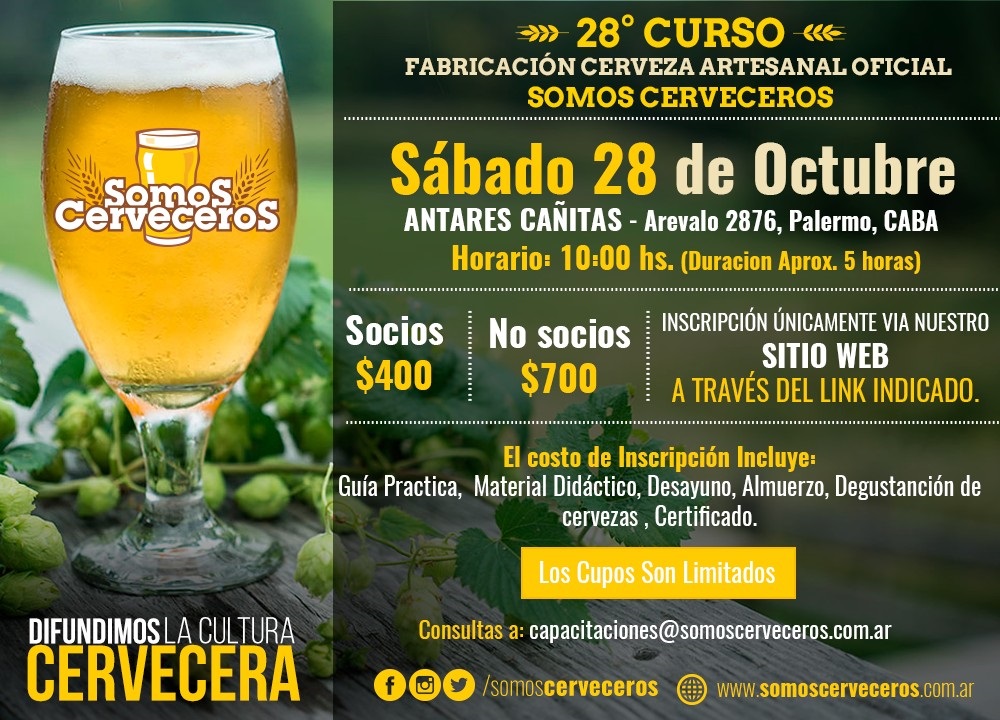 28° CURSO
FABRICACIÓN CERVEZA ARTESANAL OFICIAL
SOMOS CERVECEROS
Sábado 28 de Octubre
ANTARES CAÑITAS - Arevalo 2876, Palermo, CABA
Horario: 10:00 hs. (Duracion Aprox. 5 horas)
Socios
$400
No socios
$700
INSCRIPCIÓN ÚNICAMENTE VIA NUESTRO
SITIO WEB
A TRAVÉS DEL LINK INDICADO.
El costo de Inscripción Incluye:
Guía Practica, Material Didáctico, Desayuno, Almuerzo, Degustanción de
cervezas , Certificado.
Los Cupos Son Limitados
Consultas a: capacitaciones@somoscerveceros.com.ar
/somoscerveceros www.somoscerveceros.com.ar
SomoS
CerveceroS
DIFUNDIMOS LA CULTURA
CERVECERA